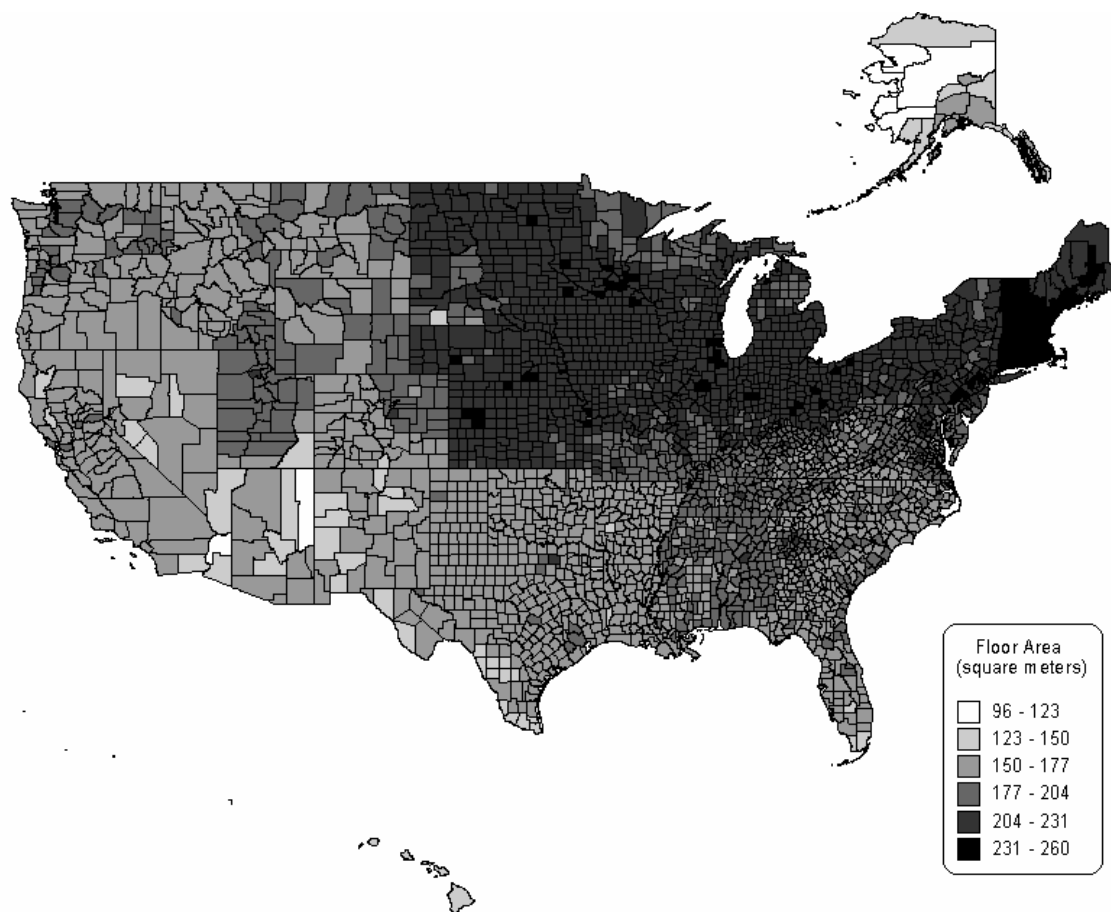 Floor Area
(square meters)
96 - 123
123 - 150
150 - 177
177 - 204
204 - 231
231 - 260